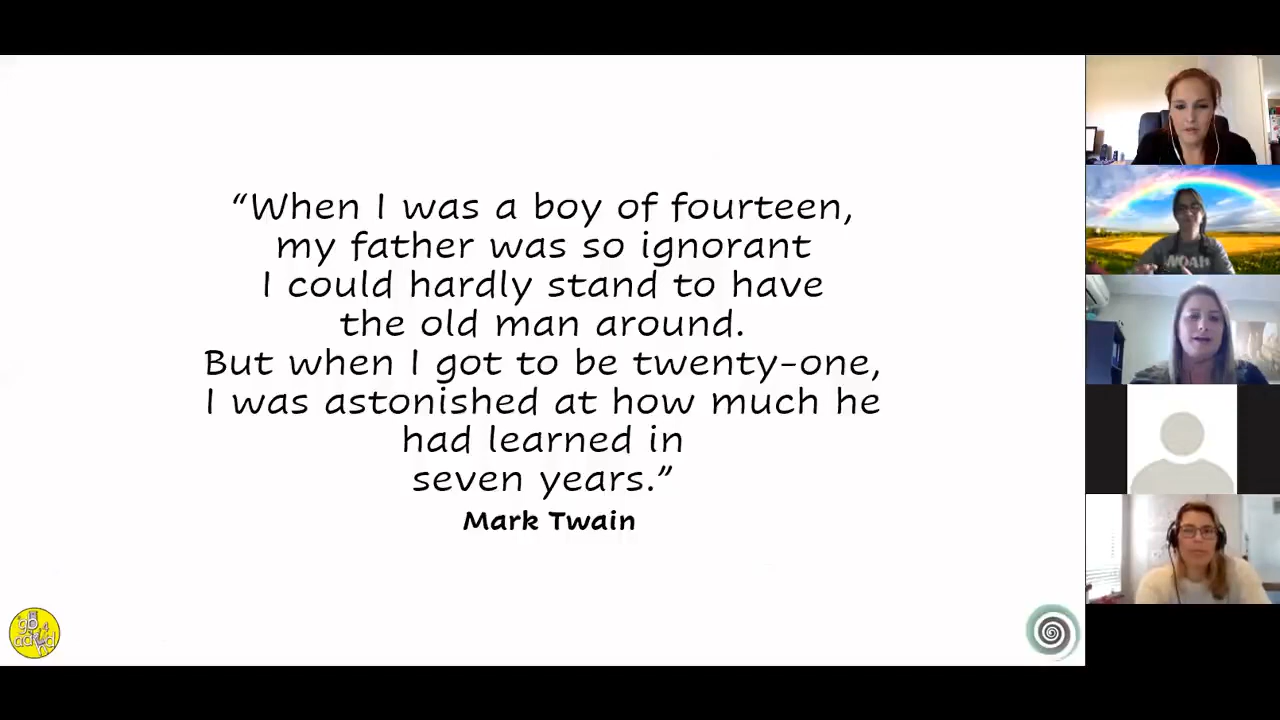 “When I was a boy of fourteen,
my father was so ignorant
I could hardly stand to have
the old man around.
But when I got to be twenty-one,
I was astonished at how much he
had learned in
seven years.”
Mark Twain
WOAH